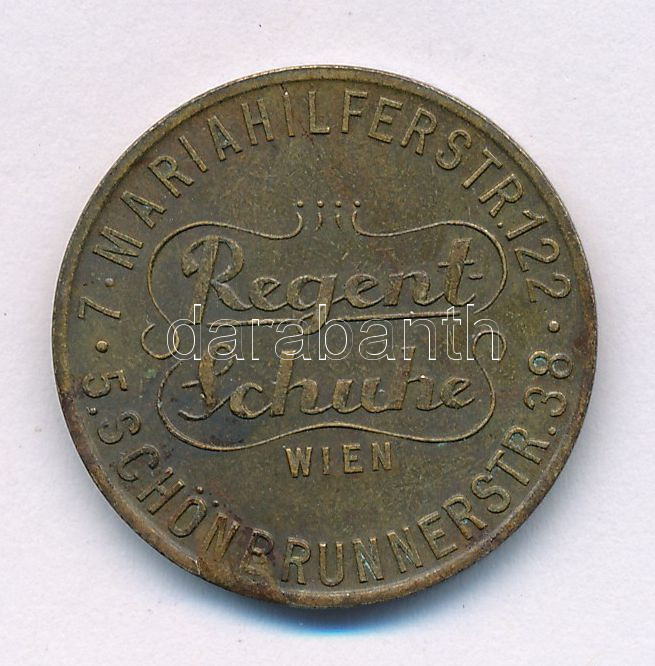 7. MARIAHILFERSTR. 122 •
Regent-
darabanth
Schuhe
WIEN
• 5. SCHÖNBRUNNERSTR. 38 •